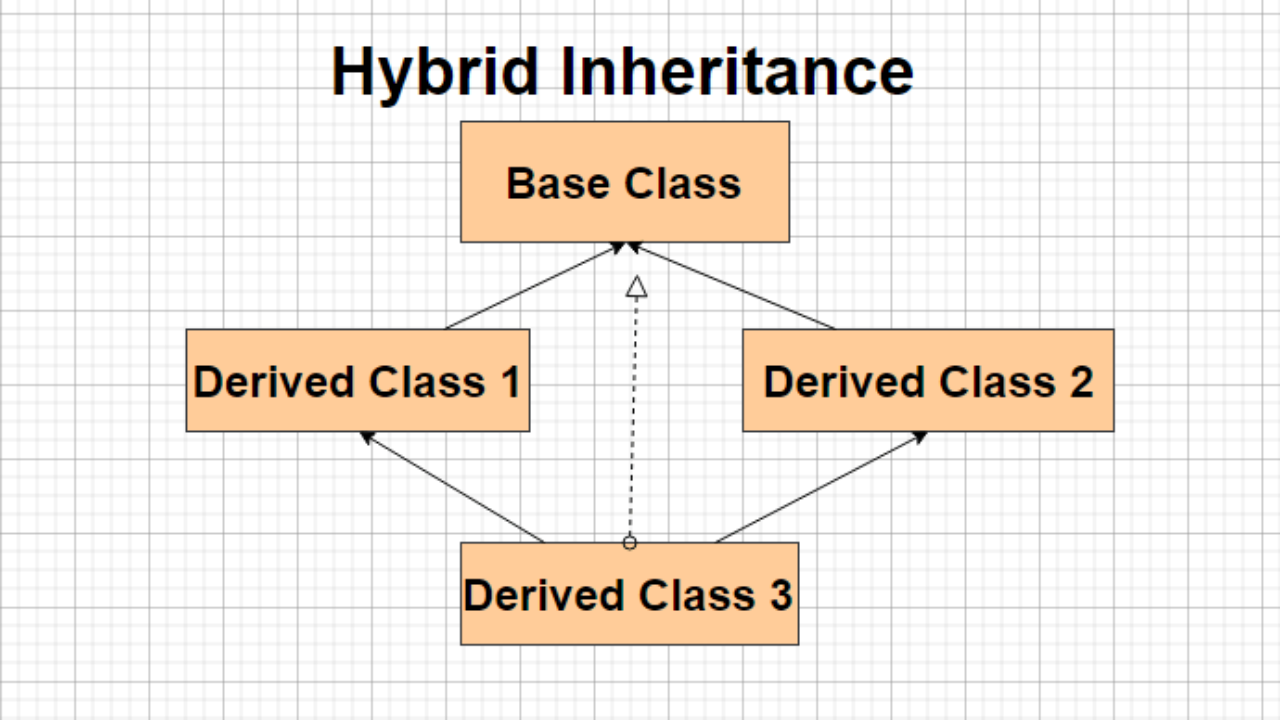 Hybrid Inheritance
Base Class
Derived Class 1
Derived Class 2
Derived Class 3